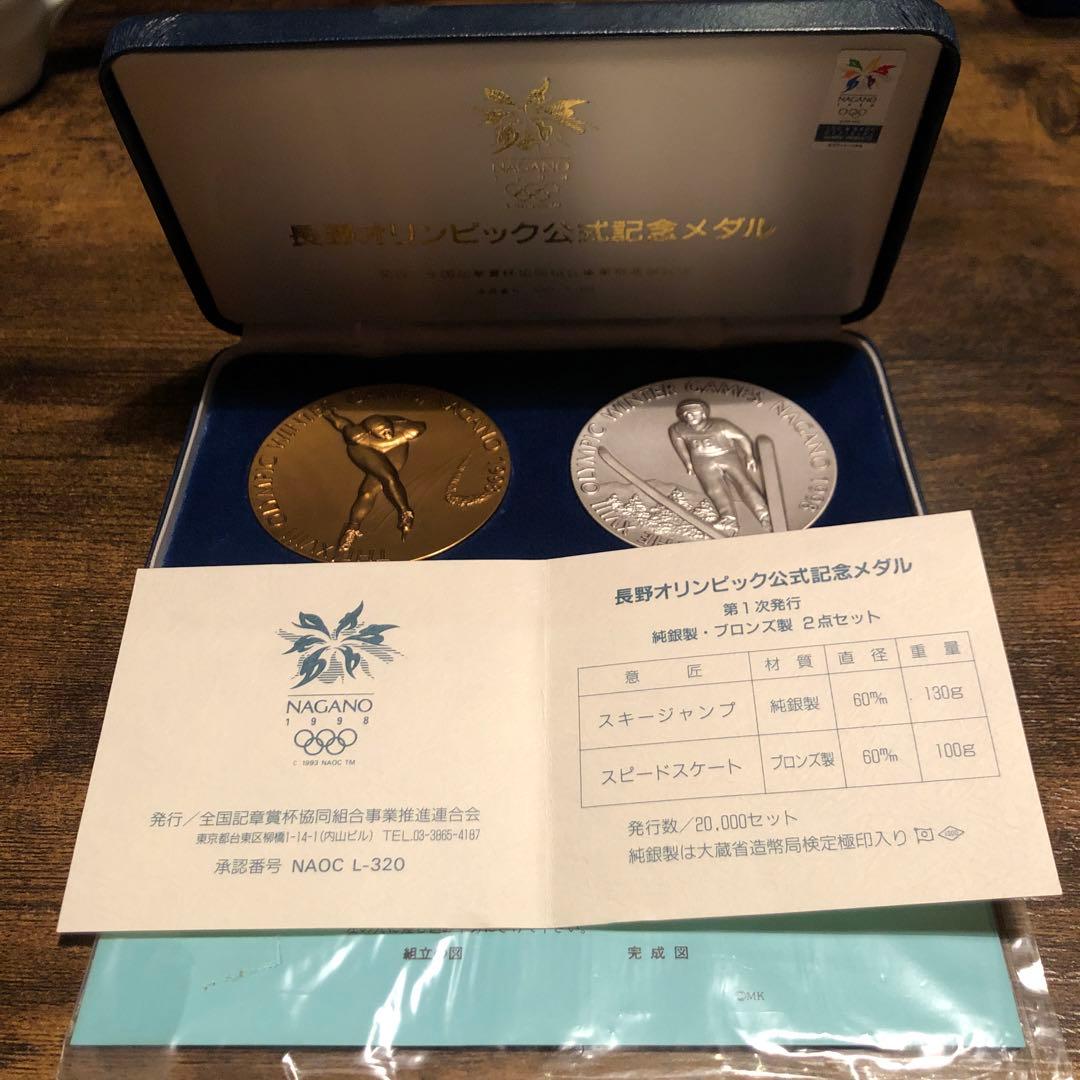 NAGANO
長野オリンピック公式記念メダル
NAGANO
1998
OLYMPIC WINTER GAMES, NAGANO 1998
THE XVIII OLYMPIC WINTER GAMES, NAGANO 1998
NAGANO
1998
© 1993 NAOC TM
発行/全国記章賞杯協同組合事業推進連合会
東京都台東区柳橋1-14-1(内山ビル) TEL.03-3865-4187
承認番号 NAOC L-320
長野オリンピック公式記念メダル
第1次発行
純銀製・ブロンズ製 2点セット
意匠 材質 直径 重量
スキージャンプ 純銀製 60m/m 130g
スピードスケート ブロンズ製 60m/m 100g
発行数/20,000セット
純銀製は大蔵省造幣局検定極印入り
組立の図
完成図
©MK